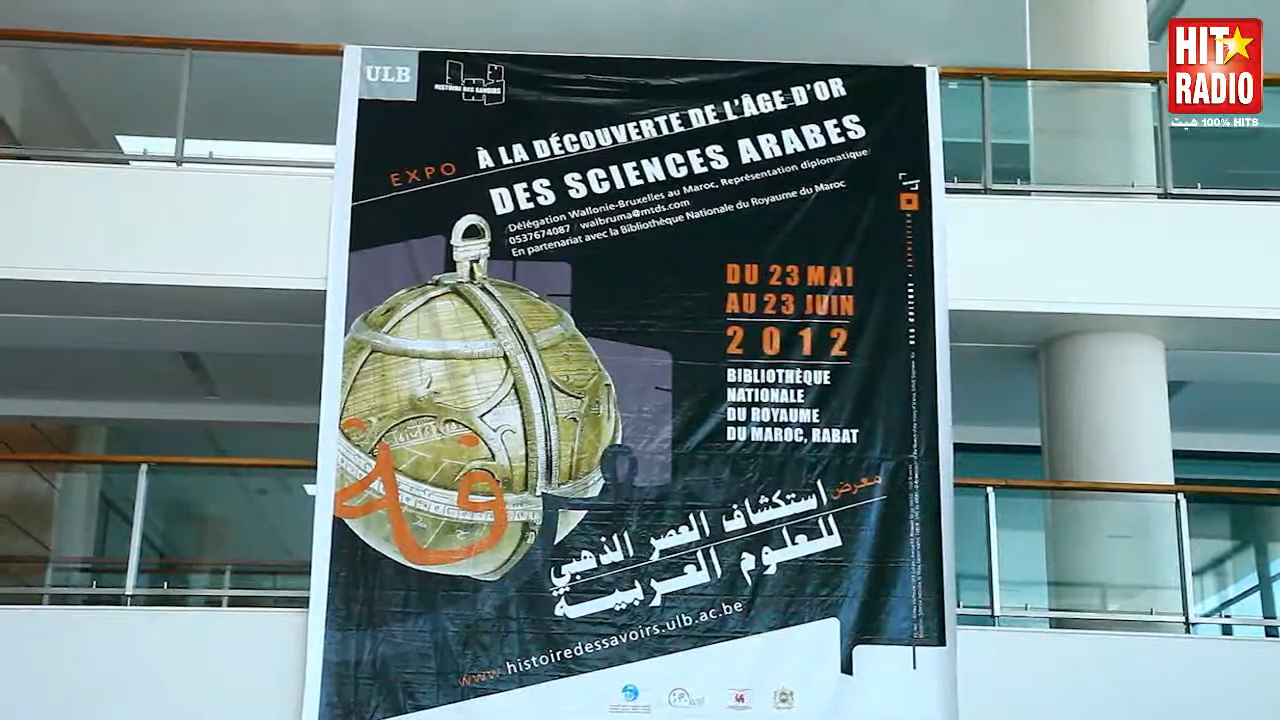 ULB
HISTOIRE DES SAVOIRS
EXPO
À LA DÉCOUVERTE DE L'ÂGE D'OR
DES SCIENCES ARABES
Délégation Wallonie-Bruxelles au Maroc, Représentation diplomatique
0537674087 / walbruma@mtds.com
En partenariat avec la Bibliothèque Nationale du Royaume du Maroc
DU 23 MAI
AU 23 JUIN
2012
BIBLIOTHÈQUE
NATIONALE
DU ROYAUME
DU MAROC, RABAT
معرض
استكشاف العصر الذهبي
للعلوم العربية
www.histoiredessavoirs.ulb.ac.be
HIT
RADIO
هيت 100% HITS